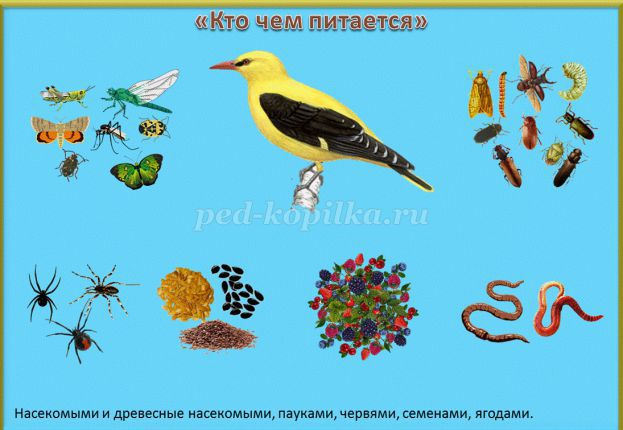 «Кто чем питается»
ped-kopilka.ru
Насекомыми и древесные насекомыми, пауками, червями, семенами, ягодами.